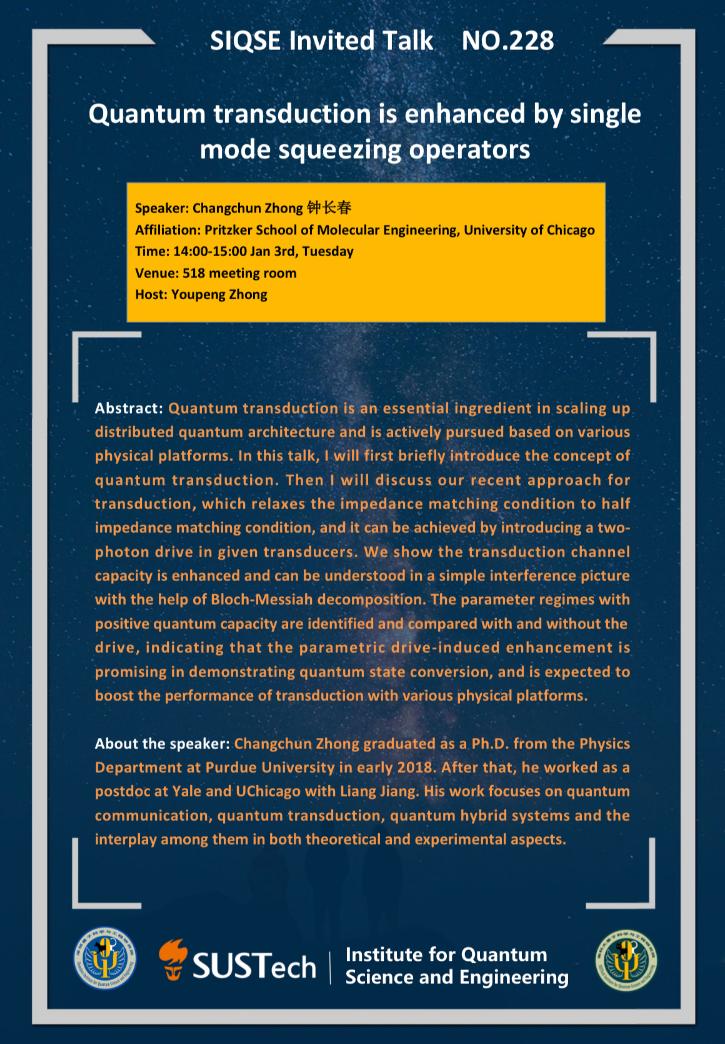 SIQSE Invited Talk NO.228
Quantum transduction is enhanced by single
mode squeezing operators
Speaker: Changchun Zhong 钟长春
Affiliation: Pritzker School of Molecular Engineering, University of Chicago
Time: 14:00-15:00 Jan 3rd, Tuesday
Venue: 518 meeting room
Host: Youpeng Zhong
Abstract: Quantum transduction is an essential ingredient in scaling up
distributed quantum architecture and is actively pursued based on various
physical platforms. In this talk, I will first briefly introduce the concept of
quantum transduction. Then I will discuss our recent approach for
transduction, which relaxes the impedance matching condition to half
impedance matching condition, and it can be achieved by introducing a two-
photon drive in given transducers. We show the transduction channel
capacity is enhanced and can be understood in a simple interference picture
with the help of Bloch-Messiah decomposition. The parameter regimes with
positive quantum capacity are identified and compared with and without the
drive, indicating that the parametric drive-induced enhancement is
promising in demonstrating quantum state conversion, and is expected to
boost the performance of transduction with various physical platforms.
About the speaker: Changchun Zhong graduated as a Ph.D. from the Physics
Department at Purdue University in early 2018. After that, he worked as a
postdoc at Yale and UChicago with Liang Jiang. His work focuses on quantum
communication, quantum transduction, quantum hybrid systems and the
interplay among them in both theoretical and experimental aspects.
SUSTech
Institute for Quantum
Science and Engineering